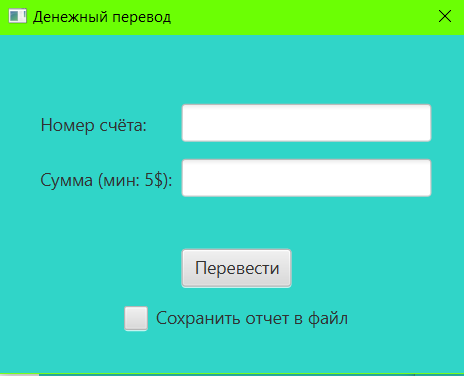 Денежный перевод
Номер счёта:
Сумма (мин: 5$):
Перевести
Сохранить отчет в файл